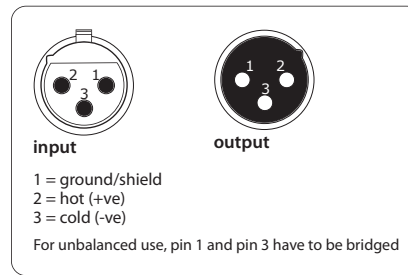 2 1
3
1 2
3
input
output
1 = ground/shield
2 = hot (+ve)
3 = cold (-ve)
For unbalanced use, pin 1 and pin 3 have to be bridged